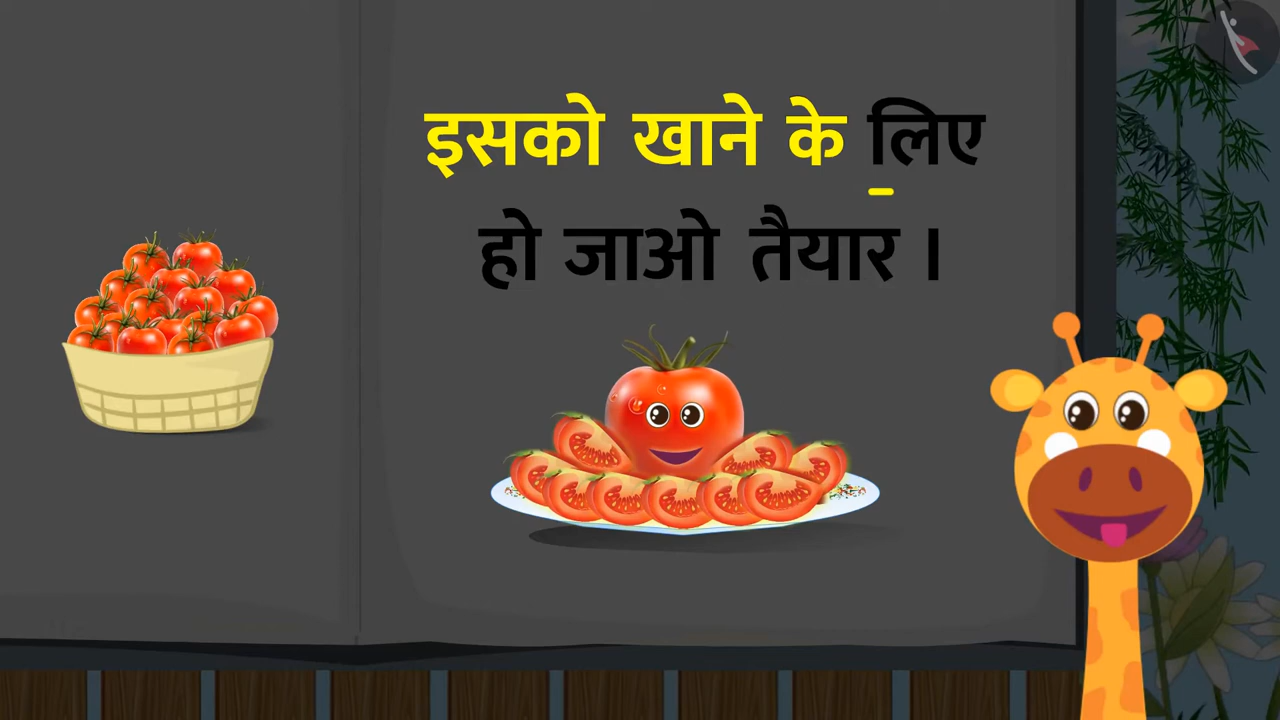 इसको खाने के लिए
हो जाओ तैयार ।